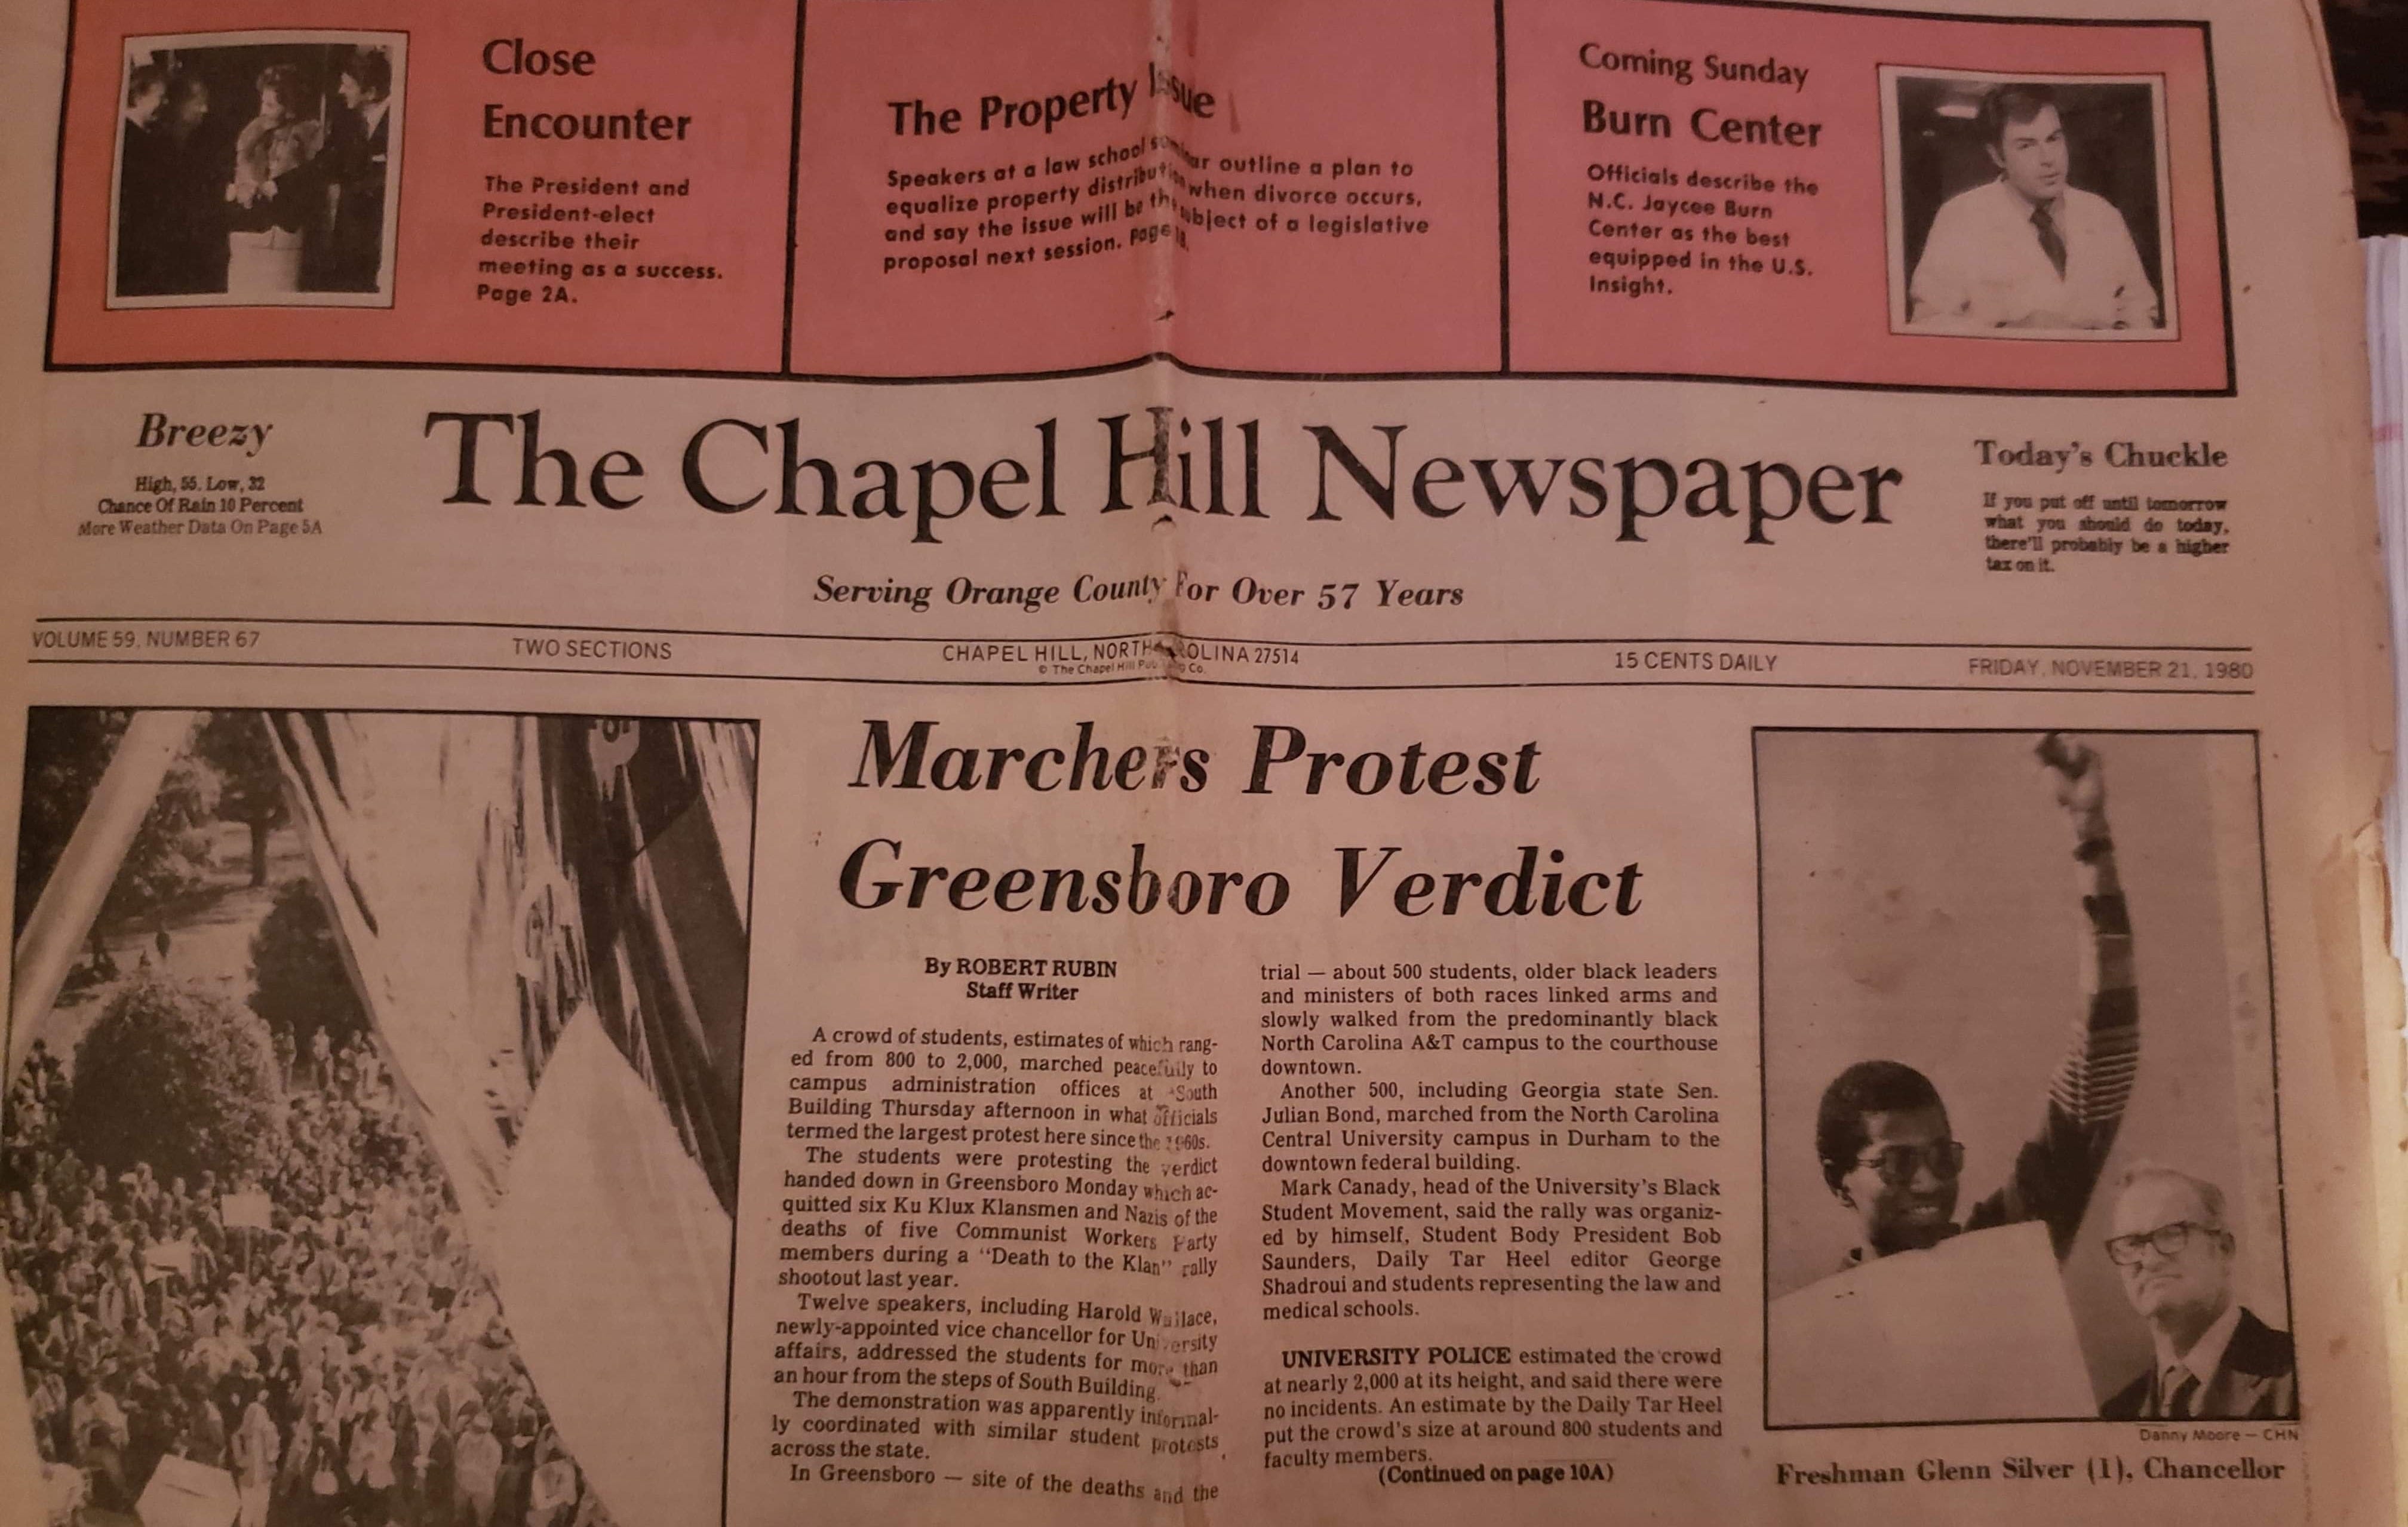 Close
Encounter
The President and
President-elect
describe their
meeting as a success.
Page 2A.
The Property Issue
Speakers at a law school seminar outline a plan to
equalize property distribution when divorce occurs,
and say the issue will be the subject of a legislative
proposal next session. Page
Coming Sunday
Burn Center
Officials describe the
N.C. Jaycee Burn
Center as the best
equipped in the U.S.
Insight.
Breezy
High, 55. Low, 32
Chance Of Rain 10 Percent
More Weather Data On Page 5A
The Chapel Hill Newspaper
Serving Orange County For Over 57 Years
Today's Chuckle
If you put off until tomorrow
what you should do today,
there'll probably be a higher
tax on it.
VOLUME 59, NUMBER 67
TWO SECTIONS
CHAPEL HILL, NORTH CAROLINA 27514
© The Chapel Hill Publishing Co.
15 CENTS DAILY
FRIDAY, NOVEMBER 21, 1980
Marchers Protest
Greensboro Verdict
By ROBERT RUBIN
Staff Writer
A crowd of students, estimates of which rang-
ed from 800 to 2,000, marched peacefully to
campus administration offices at South
Building Thursday afternoon in what officials
termed the largest protest here since the 1960s.
The students were protesting the verdict
handed down in Greensboro Monday which ac-
quitted six Ku Klux Klansmen and Nazis of the
deaths of five Communist Workers Party
members during a "Death to the Klan" rally
shootout last year.
Twelve speakers, including Harold Wallace,
newly-appointed vice chancellor for University
affairs, addressed the students for more than
an hour from the steps of South Building.
The demonstration was apparently informal-
ly coordinated with similar student protests
across the state.
In Greensboro — site of the deaths and the
trial — about 500 students, older black leaders
and ministers of both races linked arms and
slowly walked from the predominantly black
North Carolina A&T campus to the courthouse
downtown.
Another 500, including Georgia state Sen.
Julian Bond, marched from the North Carolina
Central University campus in Durham to the
downtown federal building.
Mark Canady, head of the University's Black
Student Movement, said the rally was organiz-
ed by himself, Student Body President Bob
Saunders, Daily Tar Heel editor George
Shadroui and students representing the law and
medical schools.
UNIVERSITY POLICE estimated the crowd
at nearly 2,000 at its height, and said there were
no incidents. An estimate by the Daily Tar Heel
put the crowd's size at around 800 students and
faculty members.
(Continued on page 10A)
Danny Moore — CHN
Freshman Glenn Silver (l), Chancellor